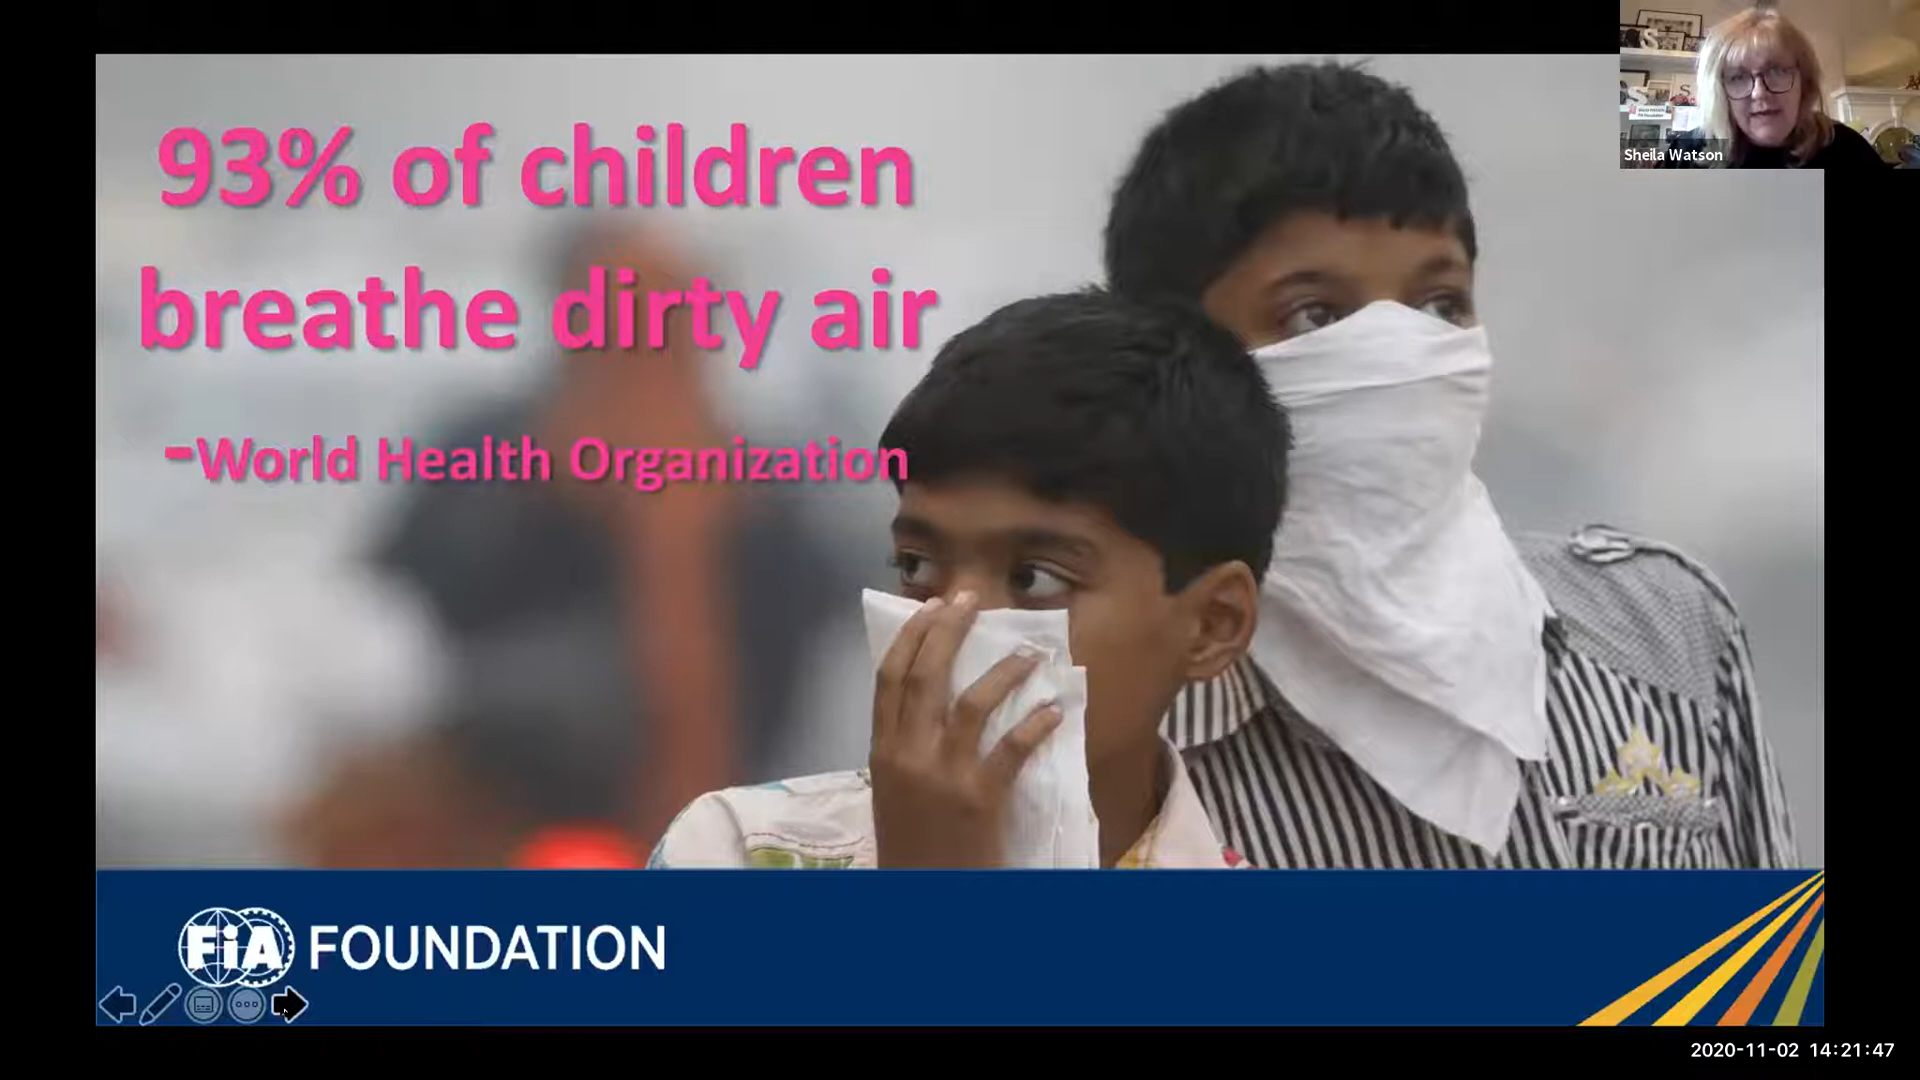 93% of children
breathe dirty air
-World Health Organization
Sheila Watson
FiA FOUNDATION
2020-11-02 14:21:47